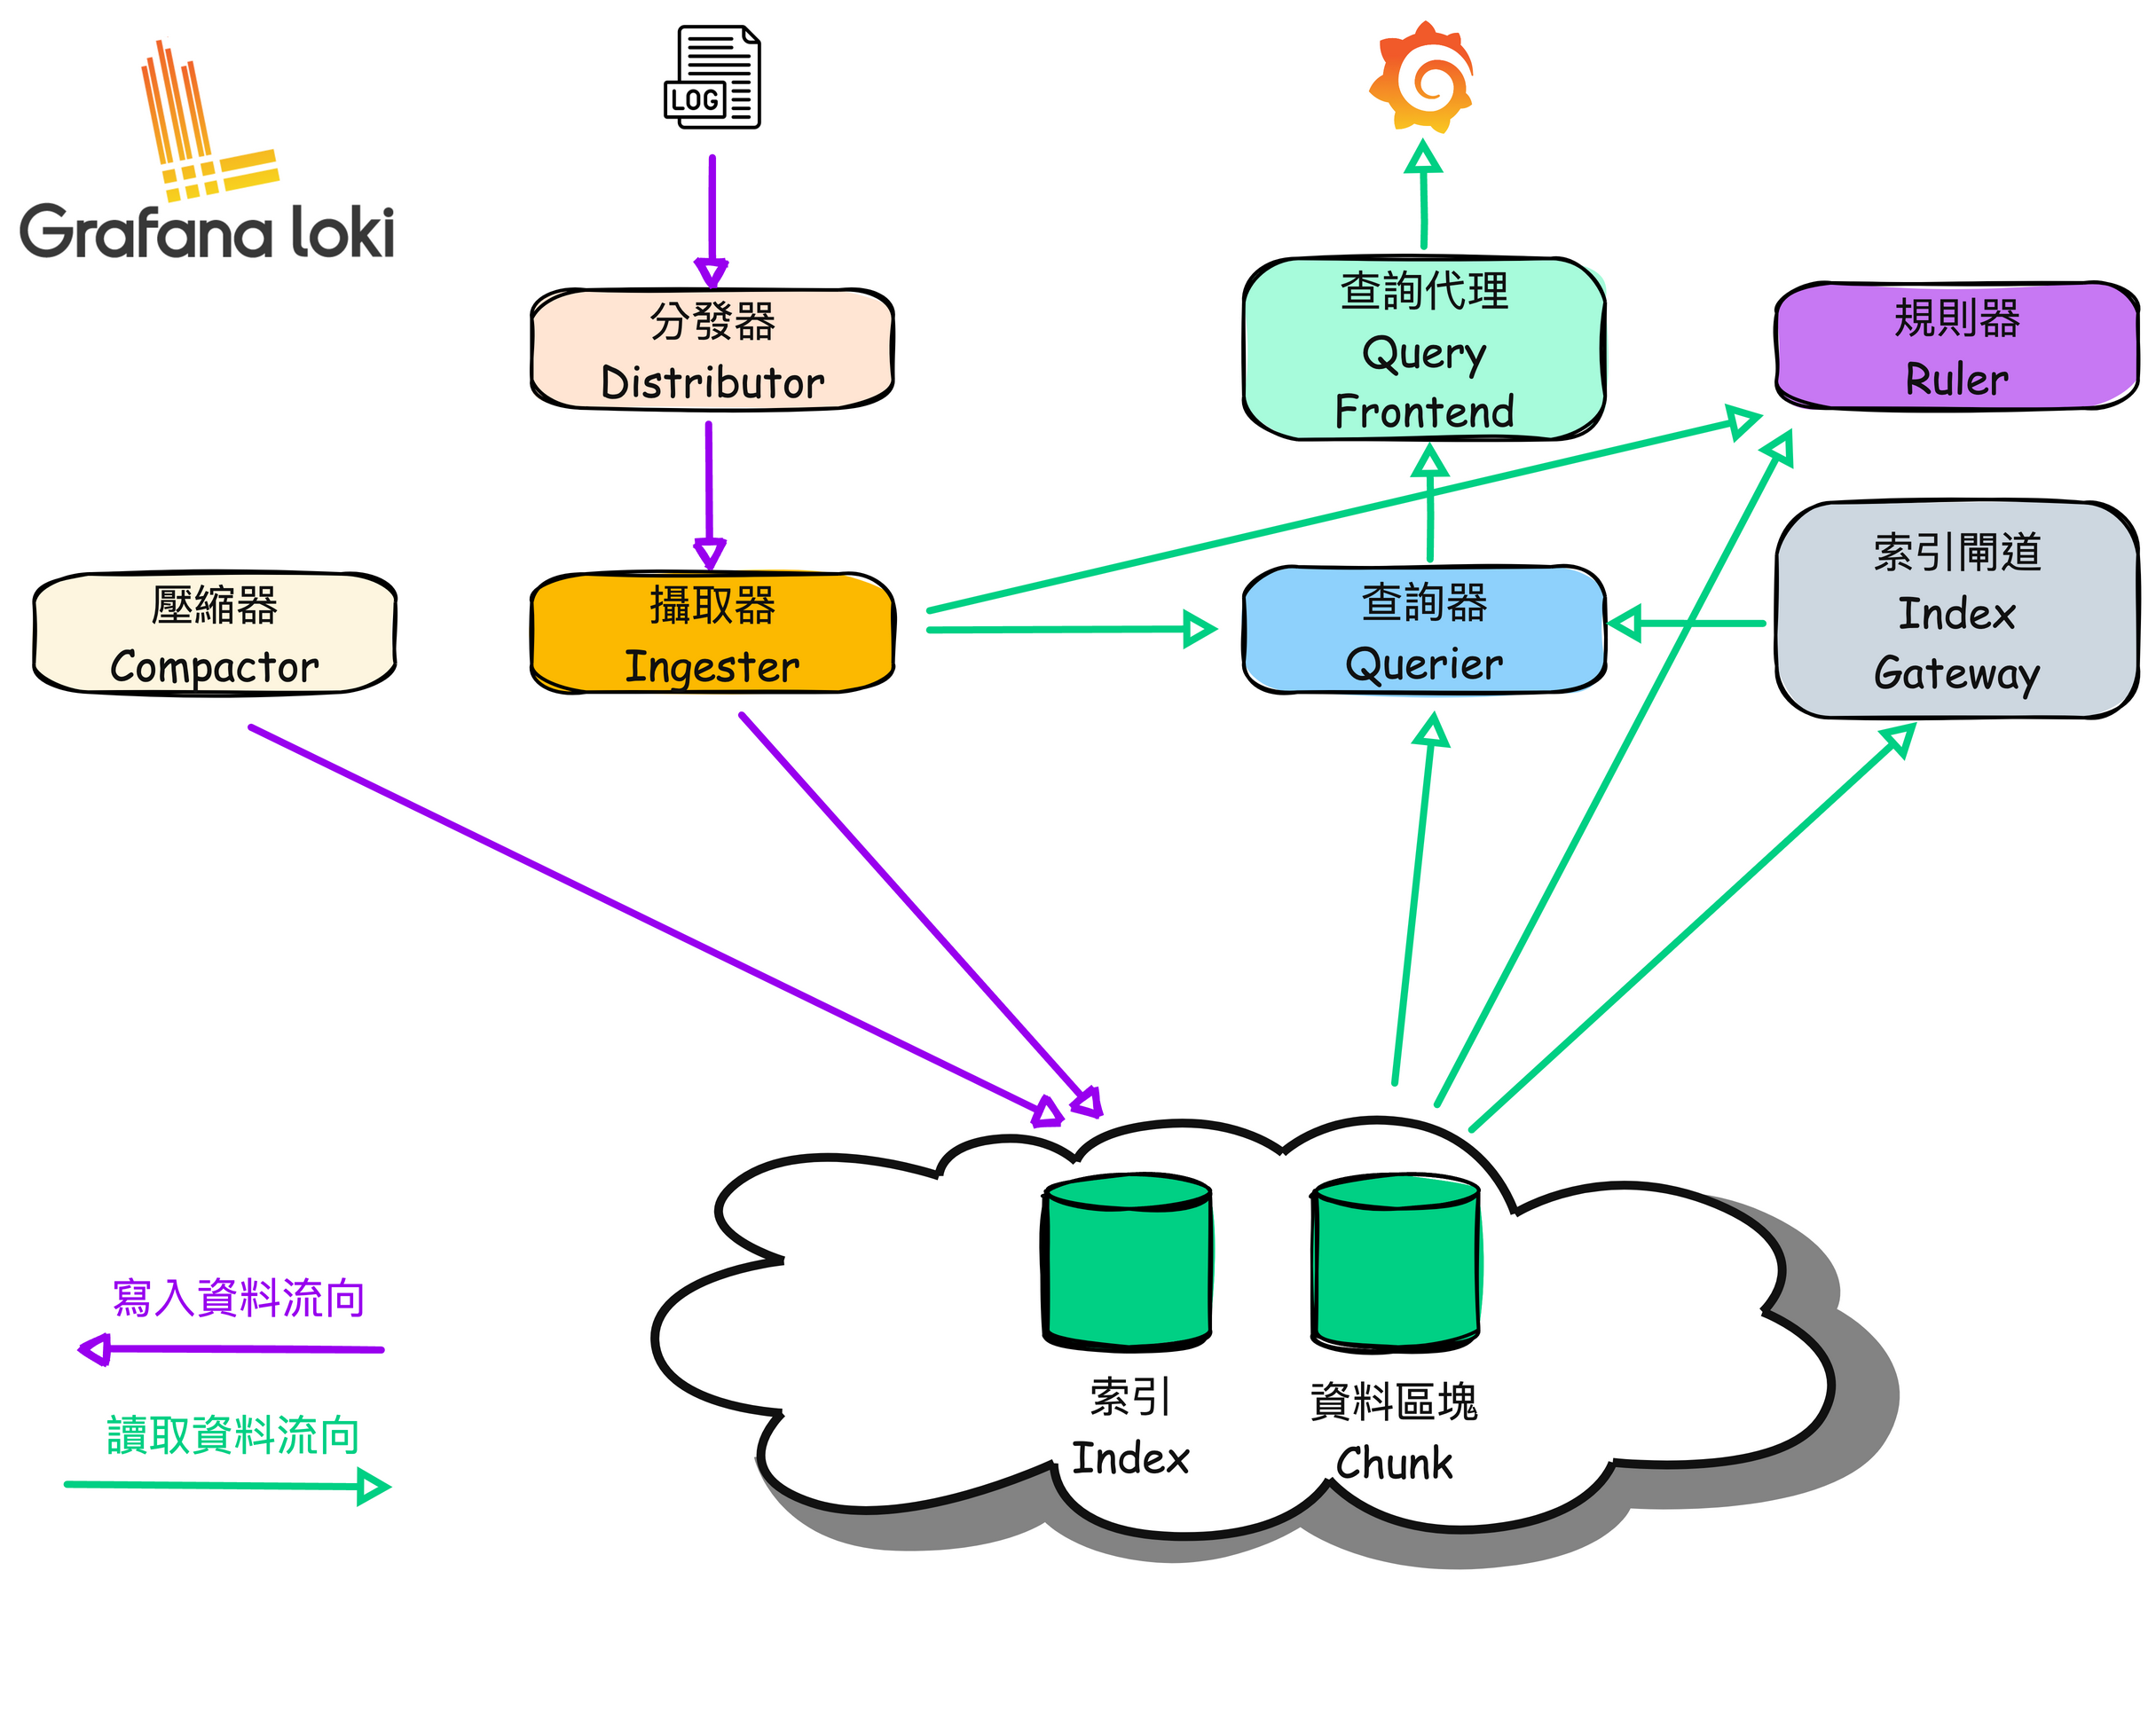 Grafana loki
LOG
分發器
Distributor
查詢代理
Query
Frontend
規則器
Ruler
壓縮器
Compactor
攝取器
Ingester
查詢器
Querier
索引閘道
Index
Gateway
寫入資料流向
讀取資料流向
索引
Index
資料區塊
Chunk